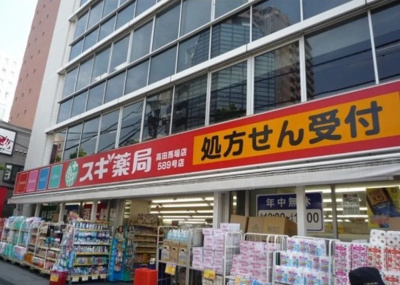 スギ薬局
高田馬場店
589号店
処方せん受付
年中無休